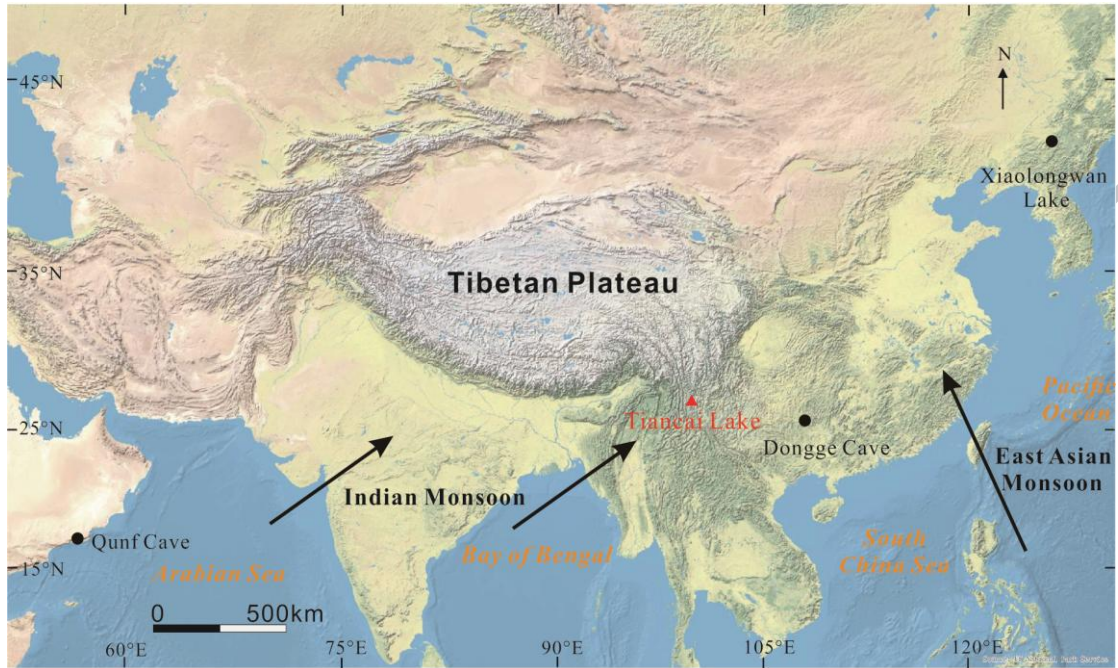 45°N
N
Xiaolongwan
Lake
35°N
Tibetan Plateau
Pacific
Ocean
25°N
Tiancai Lake
Dongge Cave
East Asian
Monsoon
Indian Monsoon
Qunf Cave
Bay of Bengal
South
China Sea
15°N
Arabian Sea
0 500km
60°E 75°E 90°E 105°E 120°E